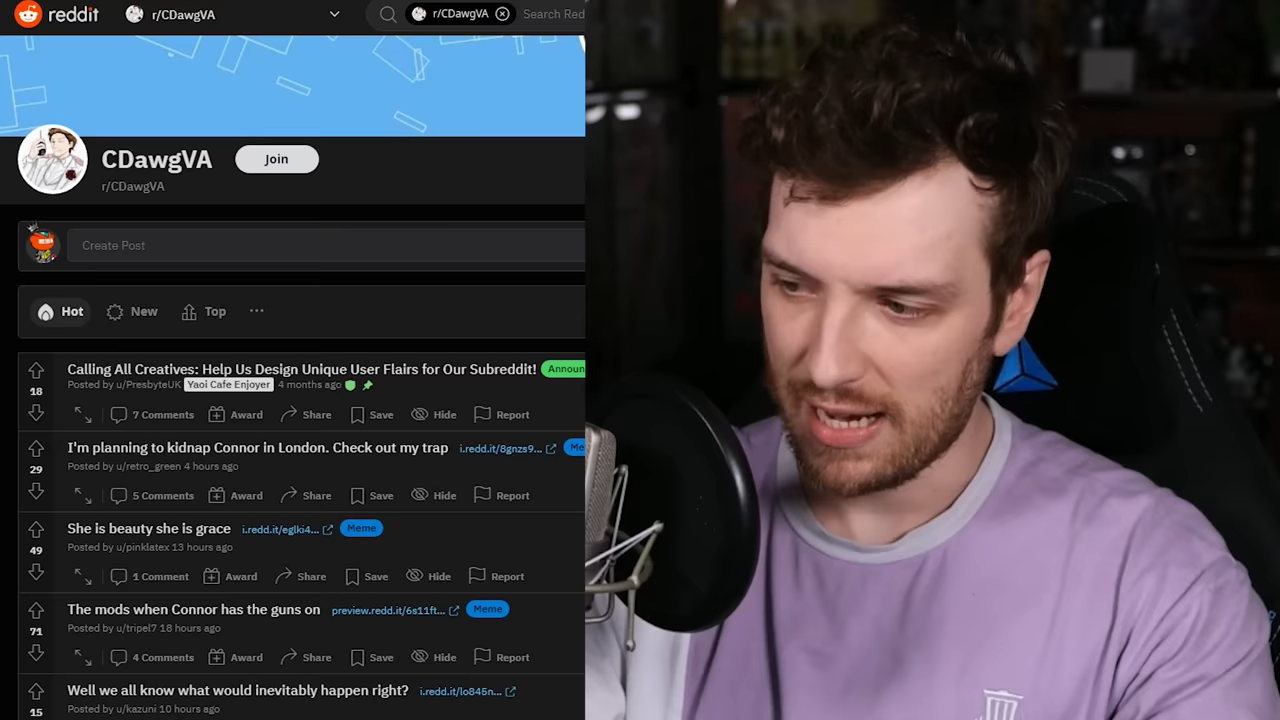 reddit r/CDawgVA r/CDawgVA Search Red
CDawgVA Join
r/CDawgVA
Create Post
Hot New Top
Calling All Creatives: Help Us Design Unique User Flairs for Our Subreddit! Announ
18 Posted by u/PresbyteUK Yaoi Cafe Enjoyer 4 months ago
7 Comments Award Share Save Hide Report
I'm planning to kidnap Connor in London. Check out my trap i.redd.it/8gnzs9... Me
29 Posted by u/retro_green 4 hours ago
5 Comments Award Share Save Hide Report
She is beauty she is grace i.redd.it/eglki4... Meme
49 Posted by u/pinklatex 13 hours ago
1 Comment Award Share Save Hide Report
The mods when Connor has the guns on preview.redd.it/6s11ft... Meme
71 Posted by u/tripel7 18 hours ago
4 Comments Award Share Save Hide Report
Well we all know what would inevitably happen right? i.redd.it/lo845n...
15 Posted by u/kazuni 10 hours ago